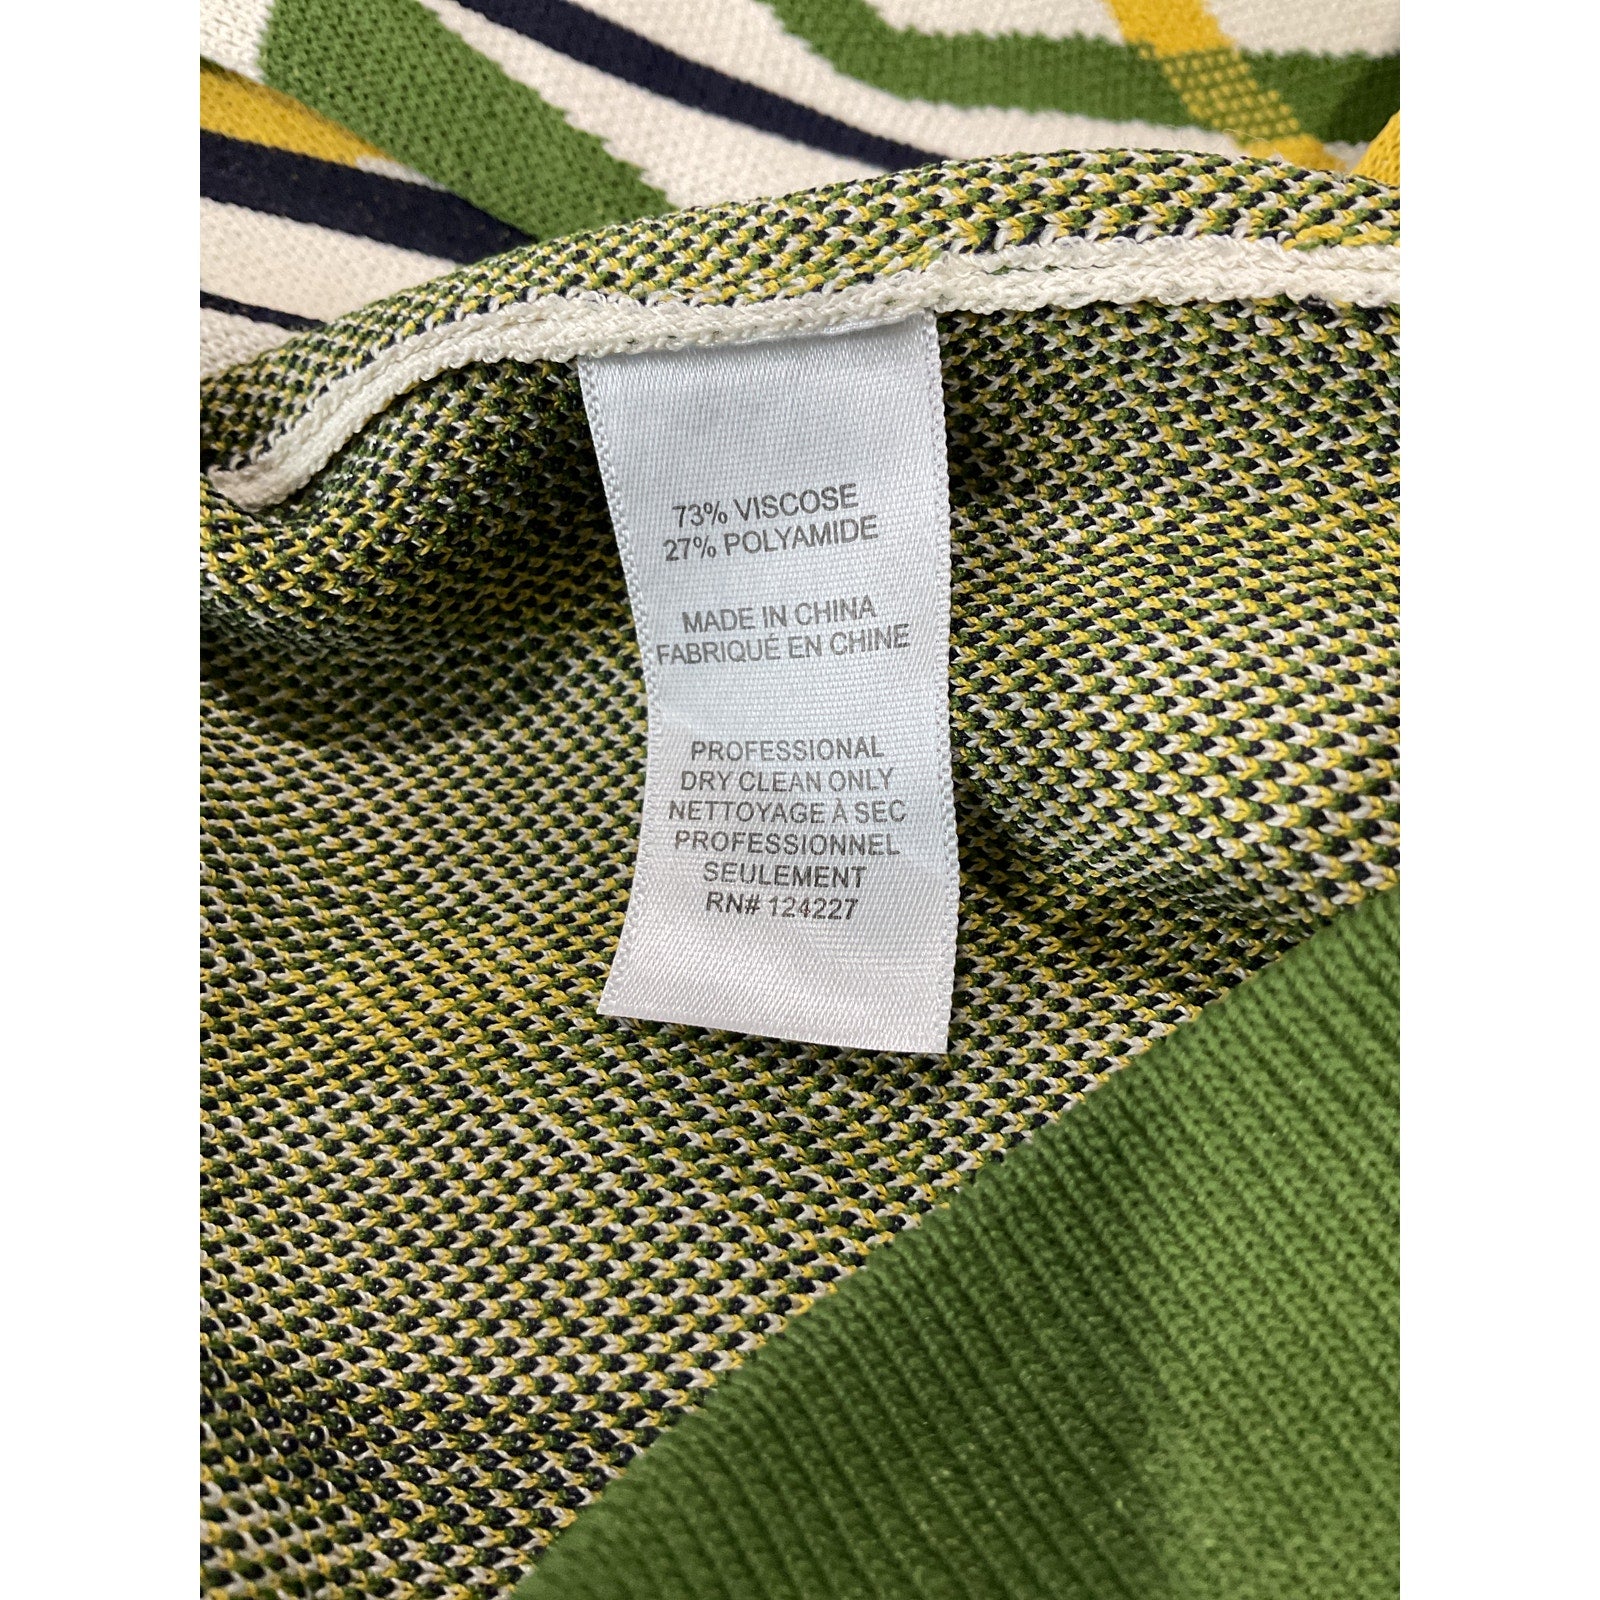 73% VISCOSE
27% POLYAMIDE
MADE IN CHINA
FABRIQUÉ EN CHINE
PROFESSIONAL
DRY CLEAN ONLY
NETTOYAGE À SEC
PROFESSIONNEL
SEULEMENT
RN# 124227